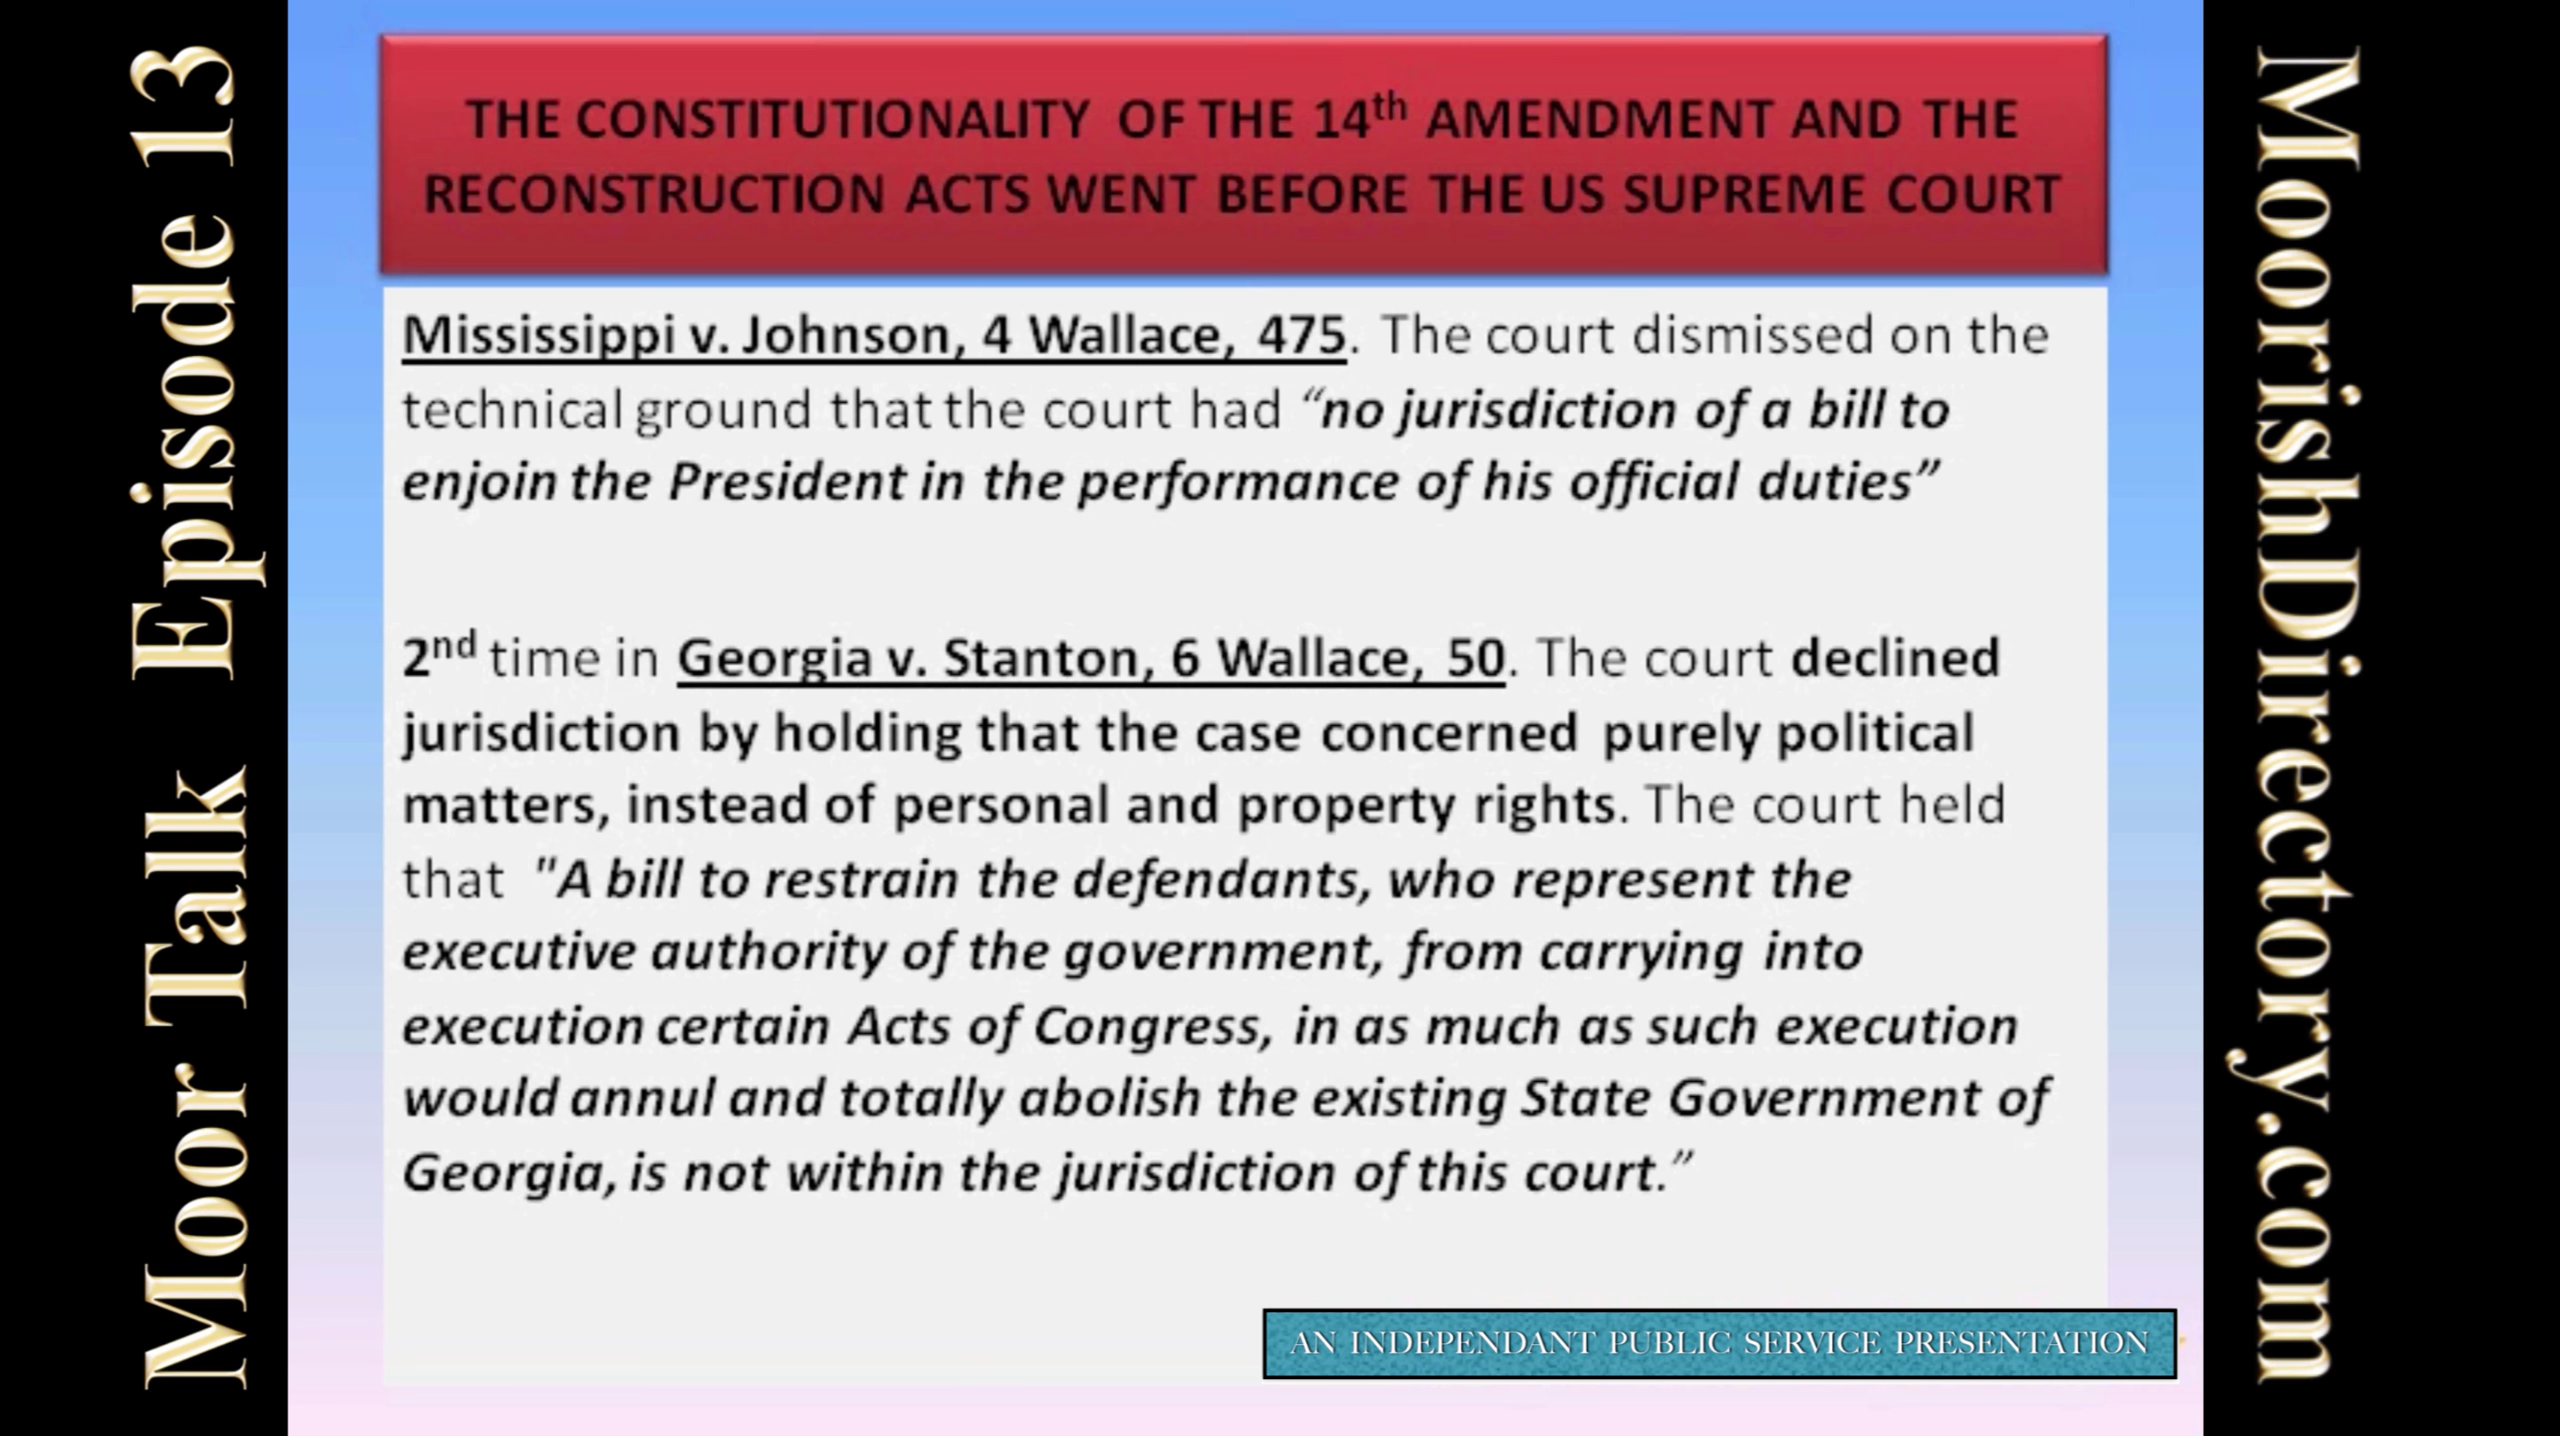 Moor Talk Episode 13
THE CONSTITUTIONALITY OF THE 14th AMENDMENT AND THE
RECONSTRUCTION ACTS WENT BEFORE THE US SUPREME COURT
Mississippi v. Johnson, 4 Wallace, 475. The court dismissed on the
technical ground that the court had “no jurisdiction of a bill to
enjoin the President in the performance of his official duties”
2nd time in Georgia v. Stanton, 6 Wallace, 50. The court declined
jurisdiction by holding that the case concerned purely political
matters, instead of personal and property rights. The court held
that "A bill to restrain the defendants, who represent the
executive authority of the government, from carrying into
execution certain Acts of Congress, in as much as such execution
would annul and totally abolish the existing State Government of
Georgia, is not within the jurisdiction of this court.”
AN INDEPENDANT PUBLIC SERVICE PRESENTATION
MoorishDirectory.com